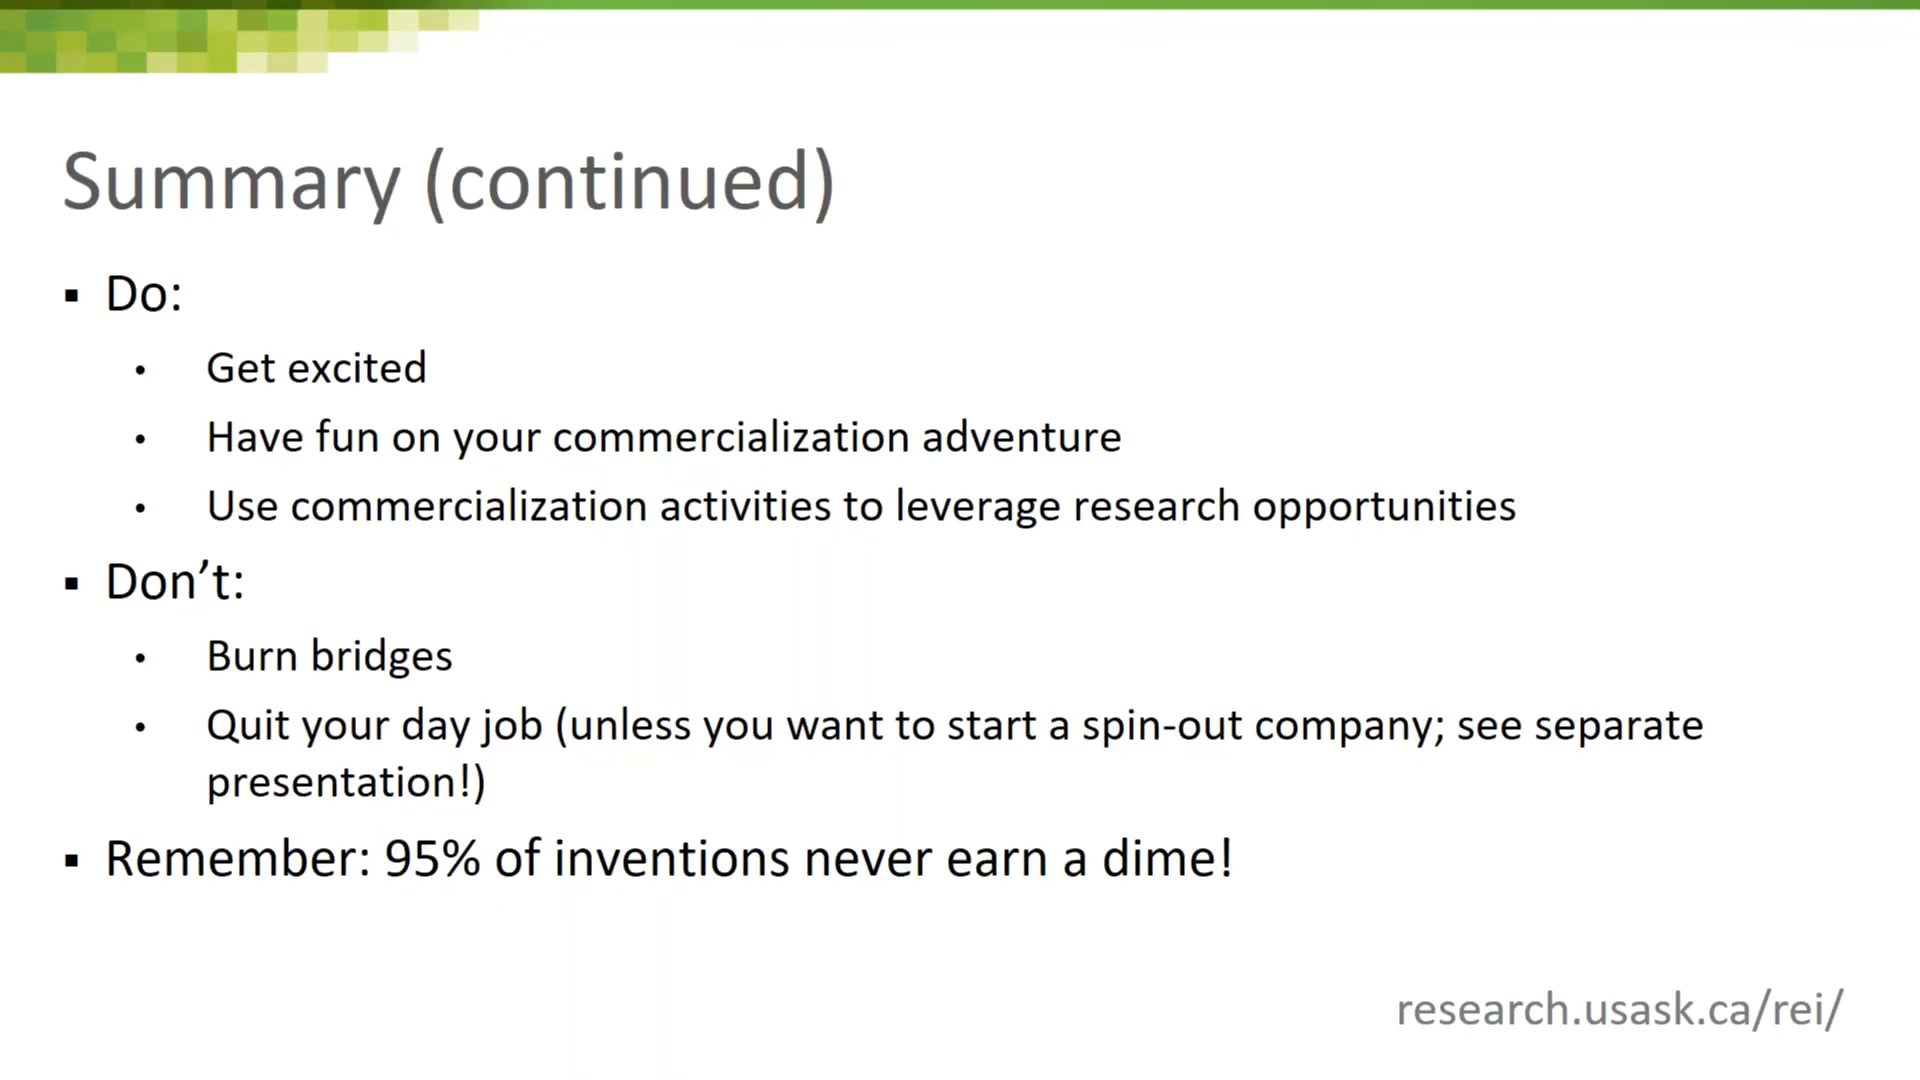 Summary (continued)
▪ Do:
• Get excited
• Have fun on your commercialization adventure
• Use commercialization activities to leverage research opportunities
▪ Don’t:
• Burn bridges
• Quit your day job (unless you want to start a spin-out company; see separate
presentation!)
▪ Remember: 95% of inventions never earn a dime!
research.usask.ca/rei/